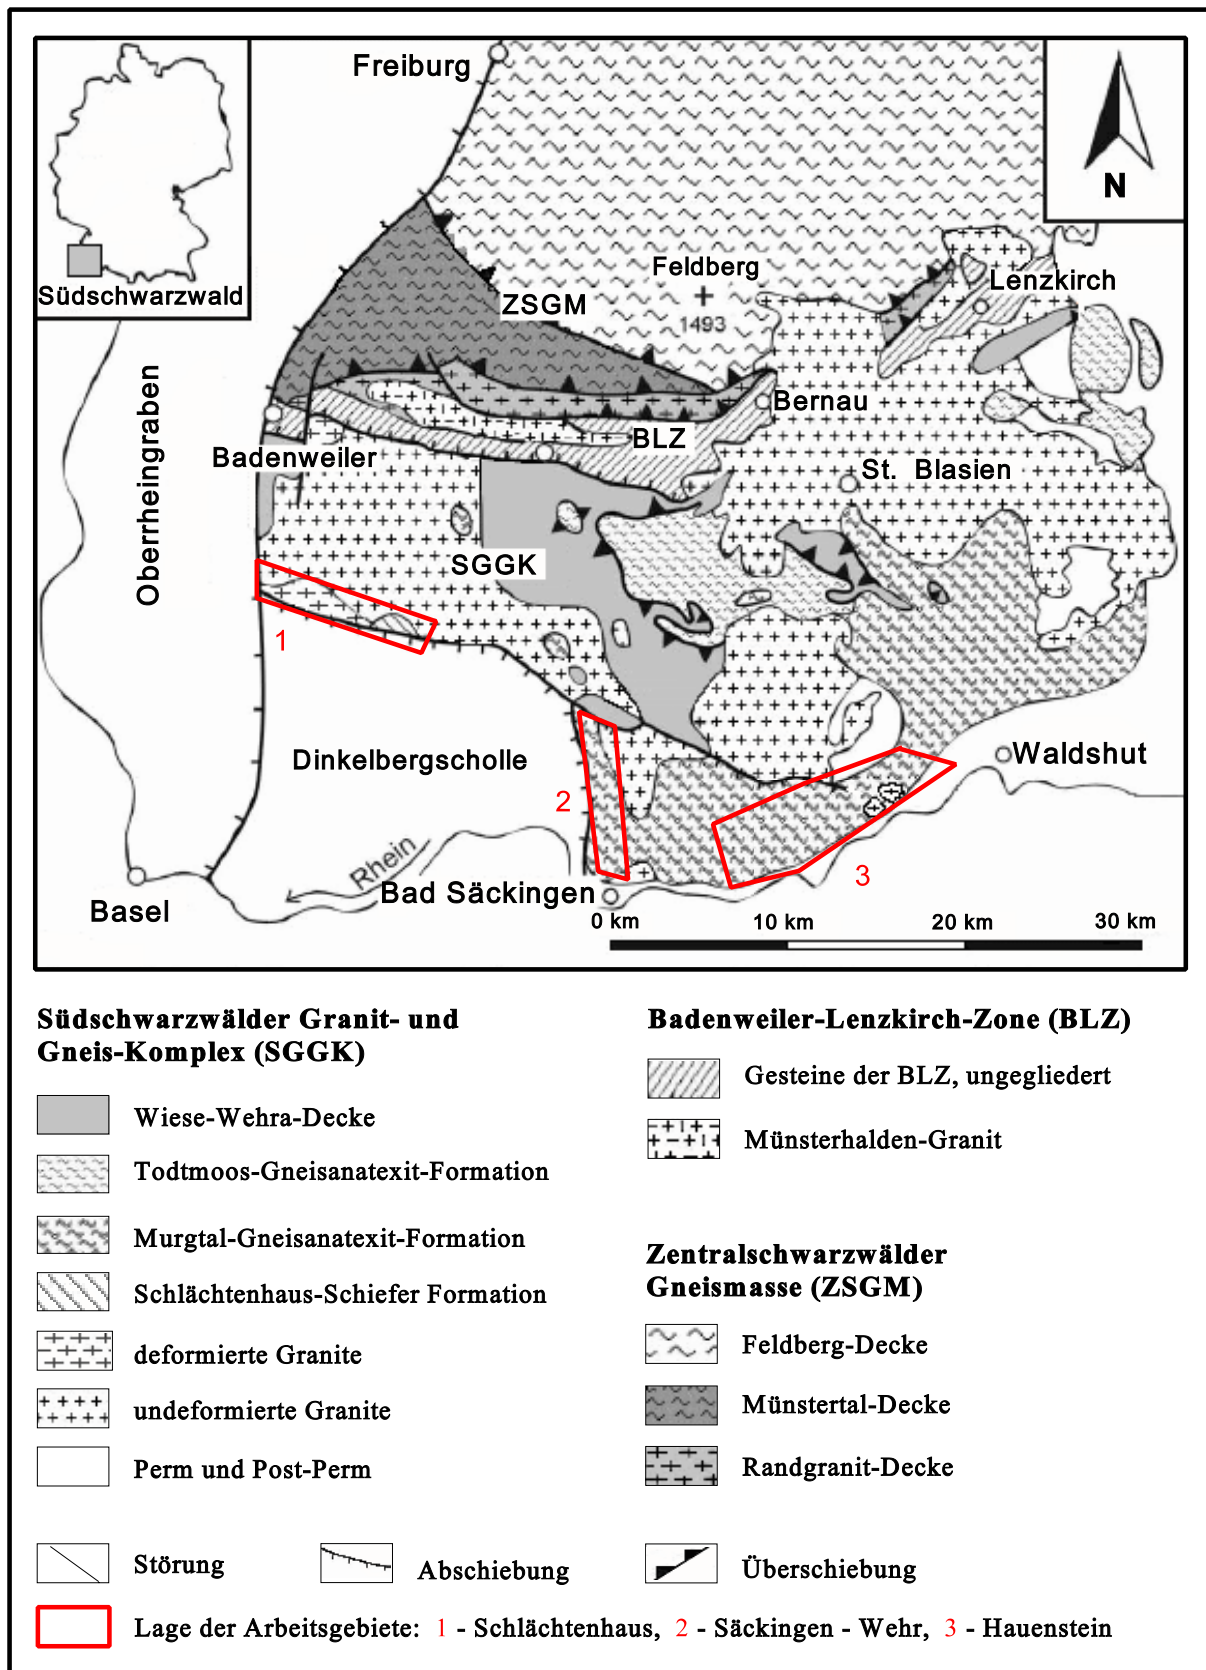 Freiburg
N
Südschwarzwald
Feldberg
1493
Lenzkirch
ZSGM
Oberrheingraben
Bernau
BLZ
Badenweiler
St. Blasien
SGGK
1
Dinkelbergscholle
Waldshut
2
3
Rhein
Bad Säckingen
Basel
0 km 10 km 20 km 30 km
Südschwarzwälder Granit- und
Gneis-Komplex (SGGK)
Wiese-Wehra-Decke
Todtmoos-Gneisanatexit-Formation
Murgtal-Gneisanatexit-Formation
Schlächtenhaus-Schiefer Formation
deformierte Granite
undeformierte Granite
Perm und Post-Perm
Badenweiler-Lenzkirch-Zone (BLZ)
Gesteine der BLZ, ungegliedert
Münsterhalden-Granit
Zentralschwarzwälder
Gneismasse (ZSGM)
Feldberg-Decke
Münstertal-Decke
Randgranit-Decke
Störung
Abschiebung
Überschiebung
Lage der Arbeitsgebiete: 1 - Schlächtenhaus, 2 - Säckingen - Wehr, 3 - Hauenstein